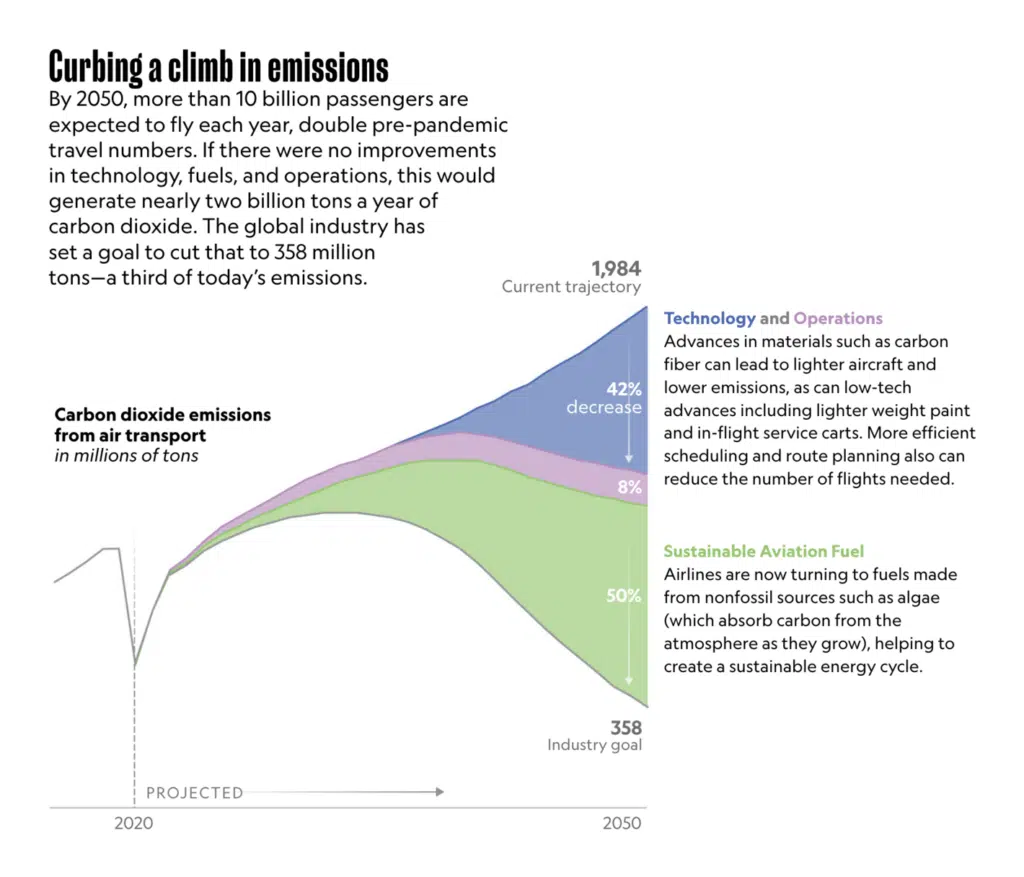 Curbing a climb in emissions
By 2050, more than 10 billion passengers are
expected to fly each year, double pre-pandemic
travel numbers. If there were no improvements
in technology, fuels, and operations, this would
generate nearly two billion tons a year of
carbon dioxide. The global industry has
set a goal to cut that to 358 million
tons—a third of today's emissions.
1,984
Current trajectory
Technology and Operations
Advances in materials such as carbon
fiber can lead to lighter aircraft and
lower emissions, as can low-tech
advances including lighter weight paint
and in-flight service carts. More efficient
scheduling and route planning also can
reduce the number of flights needed.
42%
decrease
Carbon dioxide emissions
from air transport
in millions of tons
8%
Sustainable Aviation Fuel
Airlines are now turning to fuels made
from nonfossil sources such as algae
(which absorb carbon from the
atmosphere as they grow), helping to
create a sustainable energy cycle.
50%
358
Industry goal
PROJECTED
2020
2050